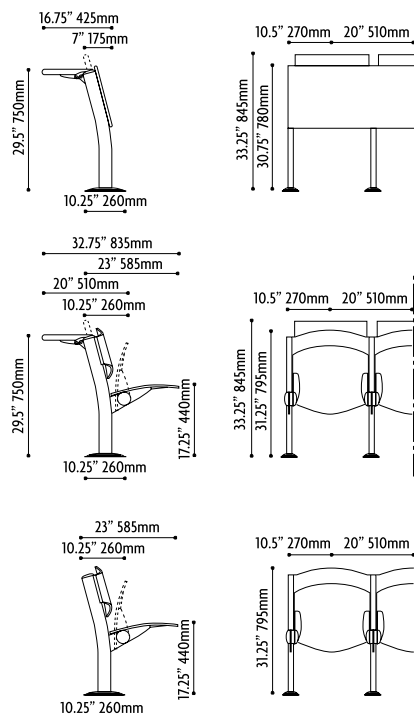 16.75” 425mm
7” 175mm
29.5” 750mm
10.25” 260mm
10.5” 270mm
20” 510mm
33.25” 845mm
30.75” 780mm
32.75” 835mm
23” 585mm
20” 510mm
10.25” 260mm
29.5” 750mm
17.25” 440mm
10.25” 260mm
10.5” 270mm
20” 510mm
33.25” 845mm
31.25” 795mm
23” 585mm
10.25” 260mm
17.25” 440mm
10.25” 260mm
10.5” 270mm
20” 510mm
31.25” 795mm